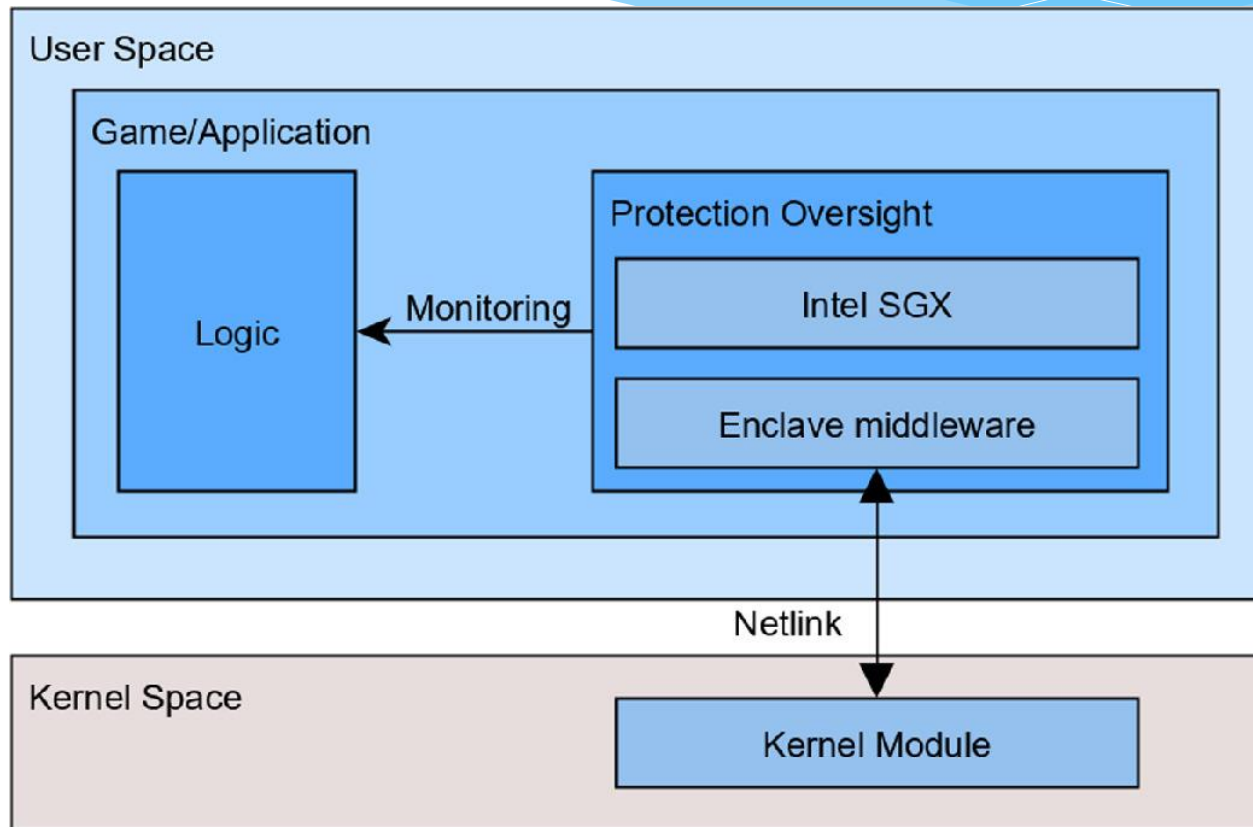 User Space
Game/Application
Logic
Monitoring
Protection Oversight
Intel SGX
Enclave middleware
Netlink
Kernel Space
Kernel Module